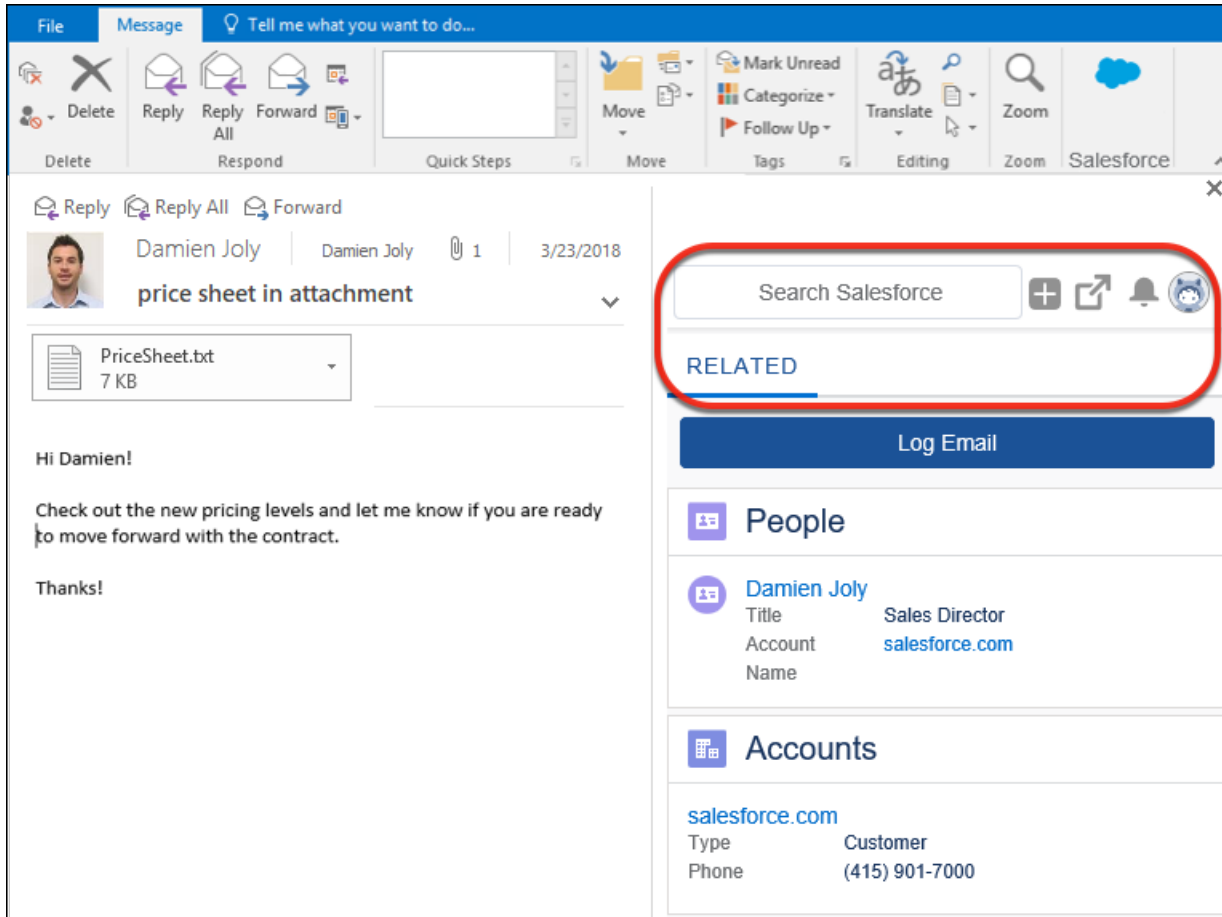 File Message Tell me what you want to do...
Delete
Reply
Reply All
Forward
Move
Mark Unread
Categorize
Follow Up
Translate
Zoom
Delete Respond Quick Steps Move Tags Editing Zoom Salesforce
Reply Reply All Forward
Damien Joly Damien Joly 1 3/23/2018
price sheet in attachment
PriceSheet.txt
7 KB
Hi Damien!
Check out the new pricing levels and let me know if you are ready
to move forward with the contract.
Thanks!
Search Salesforce
RELATED
Log Email
People
Damien Joly
Title Sales Director
Account salesforce.com
Name
Accounts
salesforce.com
Type Customer
Phone (415) 901-7000